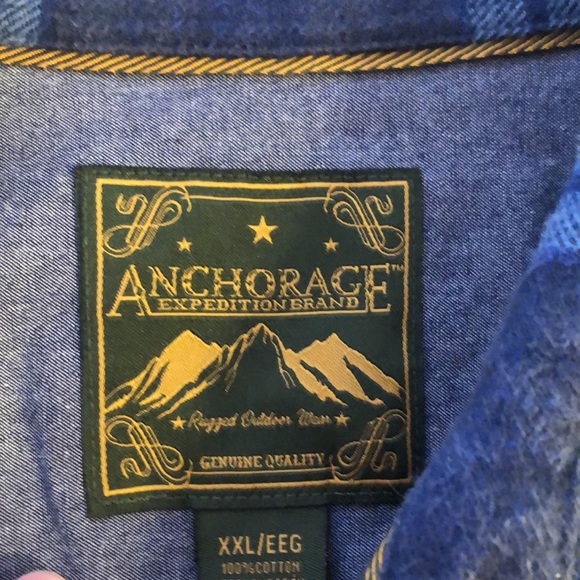 ANCHORAGE™
EXPEDITION BRAND
Rugged Outdoor Wear
GENUINE QUALITY
XXL/EEG
100%COTTON